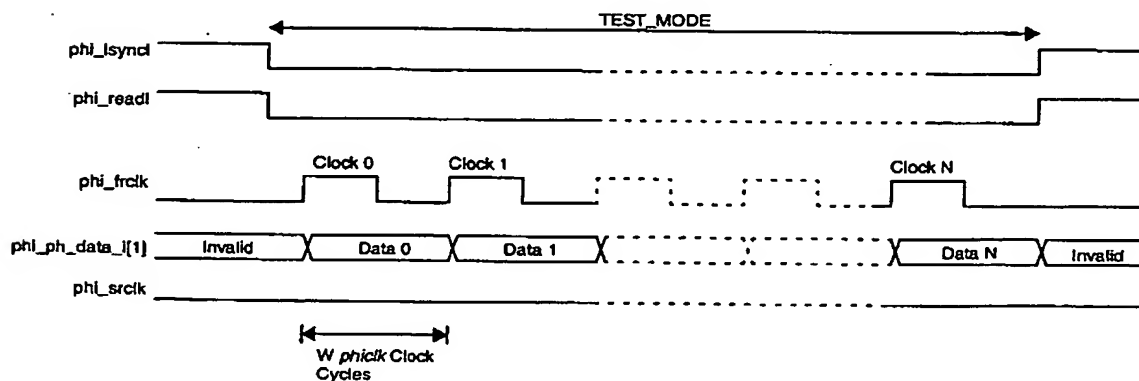 TEST_MODE
phi_lsyncl
phi_readl
Clock 0 Clock 1 Clock N
phi_frclk
phi_ph_data_i[1] Invalid Data 0 Data 1 Data N Invalid
phi_srclk
W phiclk Clock
Cycles